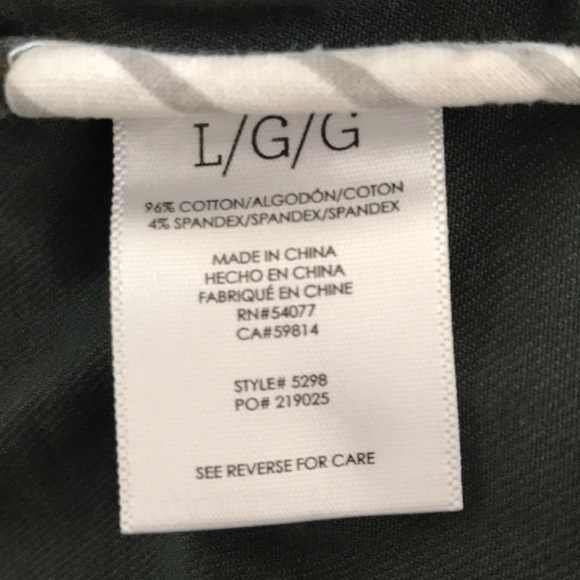 L/G/G
96% COTTON/ALGODÓN/COTON
4% SPANDEX/SPANDEX/SPANDEX
MADE IN CHINA
HECHO EN CHINA
FABRIQUÉ EN CHINE
RN#54077
CA#59814
STYLE# 5298
PO# 219025
SEE REVERSE FOR CARE